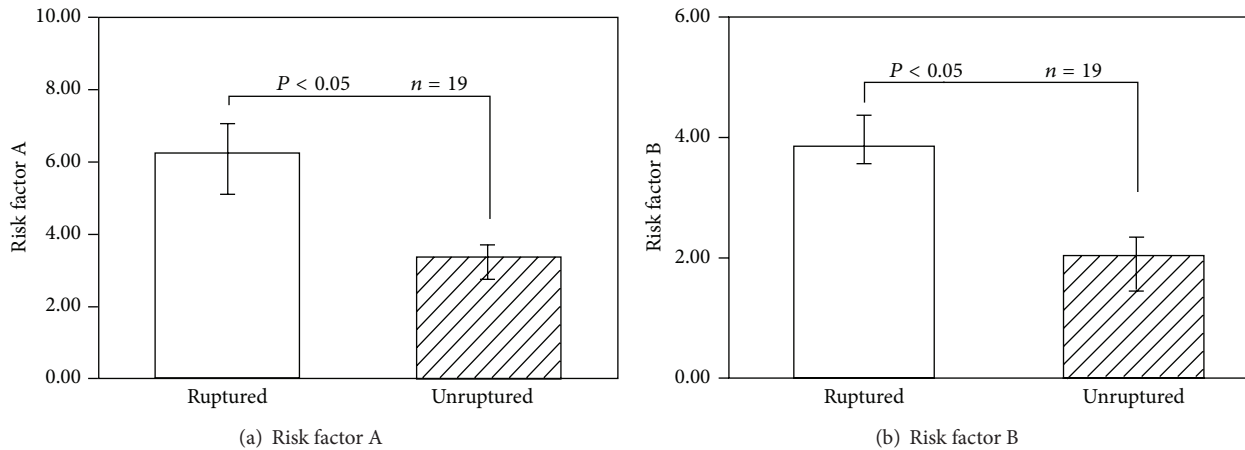 10.00
8.00
6.00
4.00
2.00
0.00
Risk factor A
P < 0.05 n = 19
Ruptured Unruptured
(a) Risk factor A
6.00
4.00
2.00
0.00
Risk factor B
P < 0.05 n = 19
Ruptured Unruptured
(b) Risk factor B